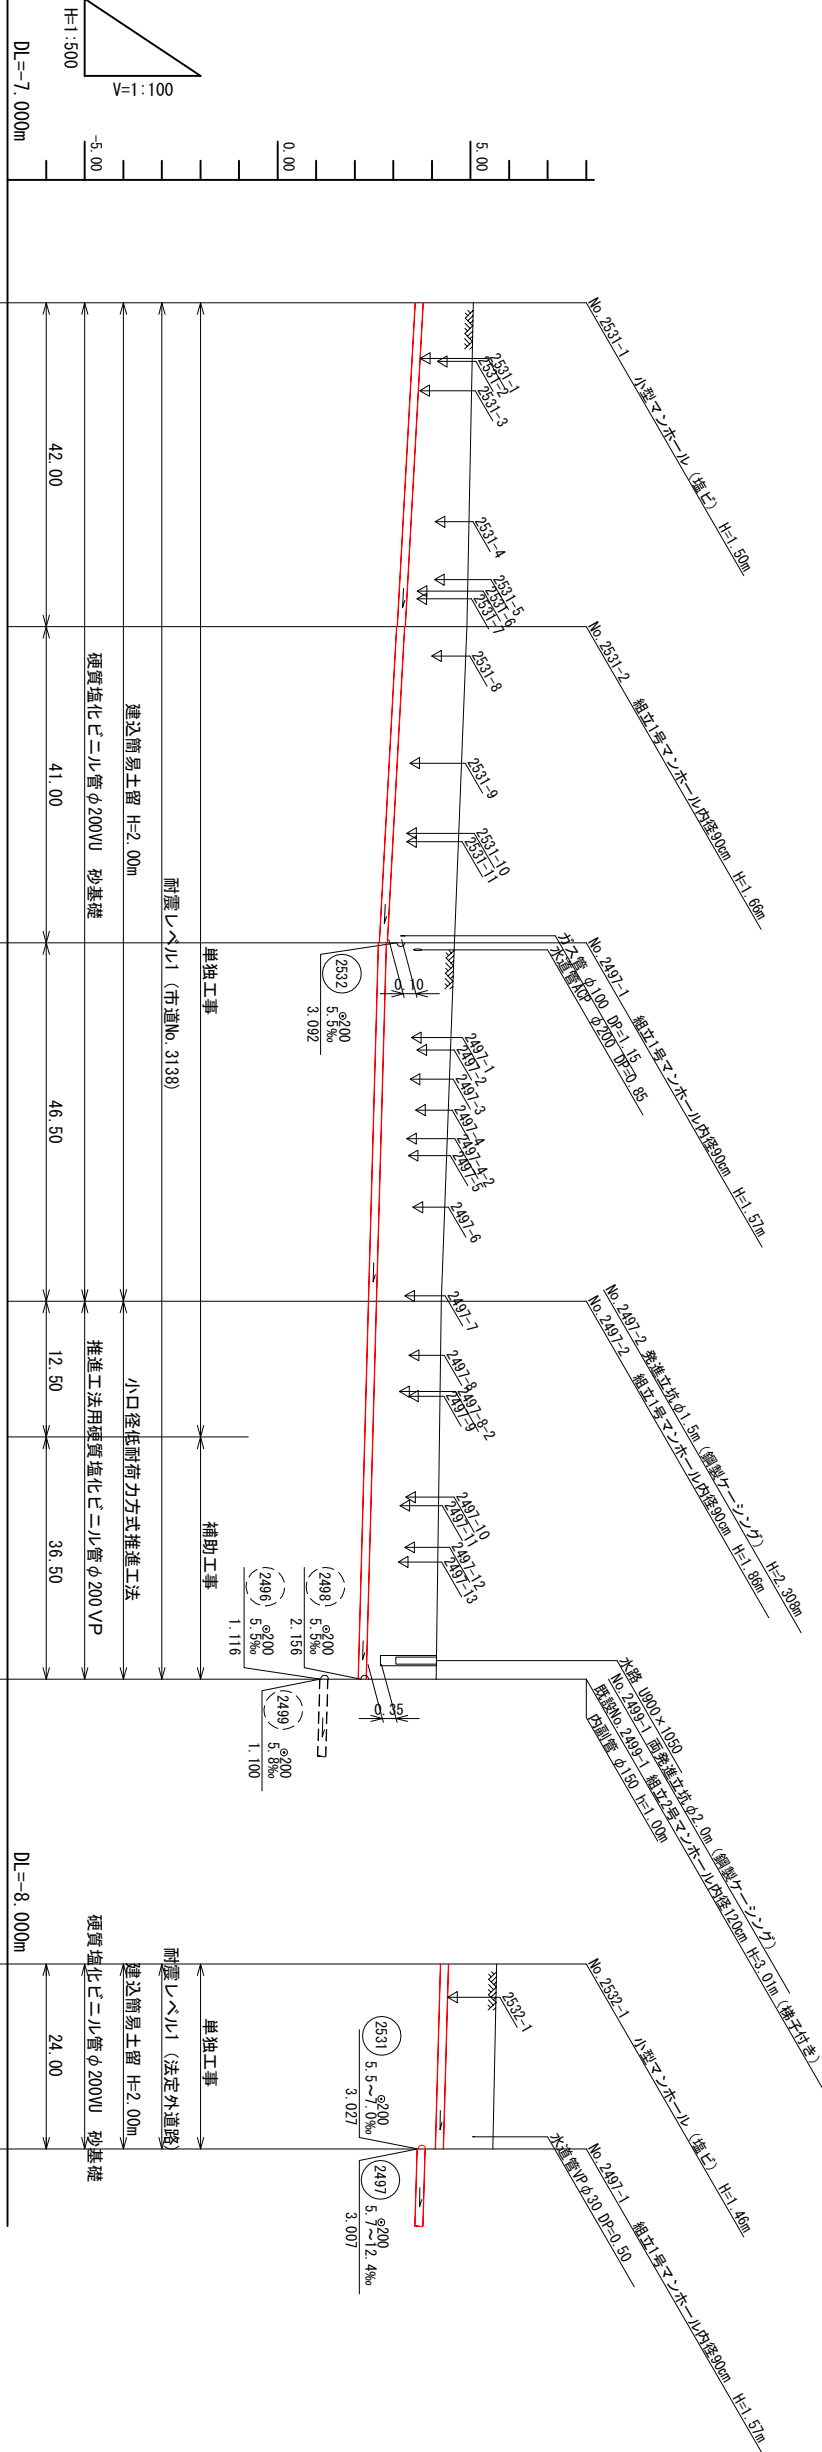 H=1:500
V=1:100
DL=-7.000m
5.00
0.00
-5.00
No.2531-1 小型マンホール（塩ビ） H=1.50m
2531-1
2531-2
2531-3
2531-4
2531-5
2531-6
2531-7
No.2531-2 組立1号マンホール内径90cm H=1.66m
2531-8
2531-9
2531-10
2531-11
No.2497-1 組立1号マンホール内径90cm H=1.57m
ガス管 φ100 DP=1.15
水道管ACP φ200 DP=0.85
0.10
2532
⊙200
5.5‰
3.092
2497-1
2497-2
2497-3
2497-4
2497-4-2
2497-5
2497-6
No.2497-2 発進立坑φ1.5m（鋼製ケーシング） H=2.308m
No.2497-2 組立1号マンホール内径90cm H=1.86m
2497-7
2497-8
2497-8-2
2497-9
2497-10
2497-11
2497-12
2497-13
水路 U900×1050
No.2499-1 両発進立坑φ2.0m（鋼製ケーシング）
既設No.2499-1 組立2号マンホール内径120cm H=3.01m（梯子付き）
内副管 φ150 h=1.00m
0.35
2498
⊙200
5.5‰
2.156
2496
⊙200
5.5‰
1.116
2499
⊙200
5.8‰
1.100
単独工事
補助工事
耐震レベル1（市道No.3138）
建込簡易土留 H=2.00m
小口径低耐荷力方式推進工法
硬質塩化ビニル管φ200VU 砂基礎
推進工法用硬質塩化ビニル管φ200VP
42.00
41.00
46.50
12.50
36.50
DL=-8.000m
No.2532-1 小型マンホール（塩ビ） H=1.46m
2532-1
No.2497-1 組立1号マンホール内径90cm H=1.57m
水道管VPφ30 DP=0.50
2531
⊙200
5.5～7.0‰
3.027
2497
⊙200
5.7～12.4‰
3.007
単独工事
耐震レベル1（法定外道路）
建込簡易土留 H=2.00m
硬質塩化ビニル管φ200VU 砂基礎
24.00